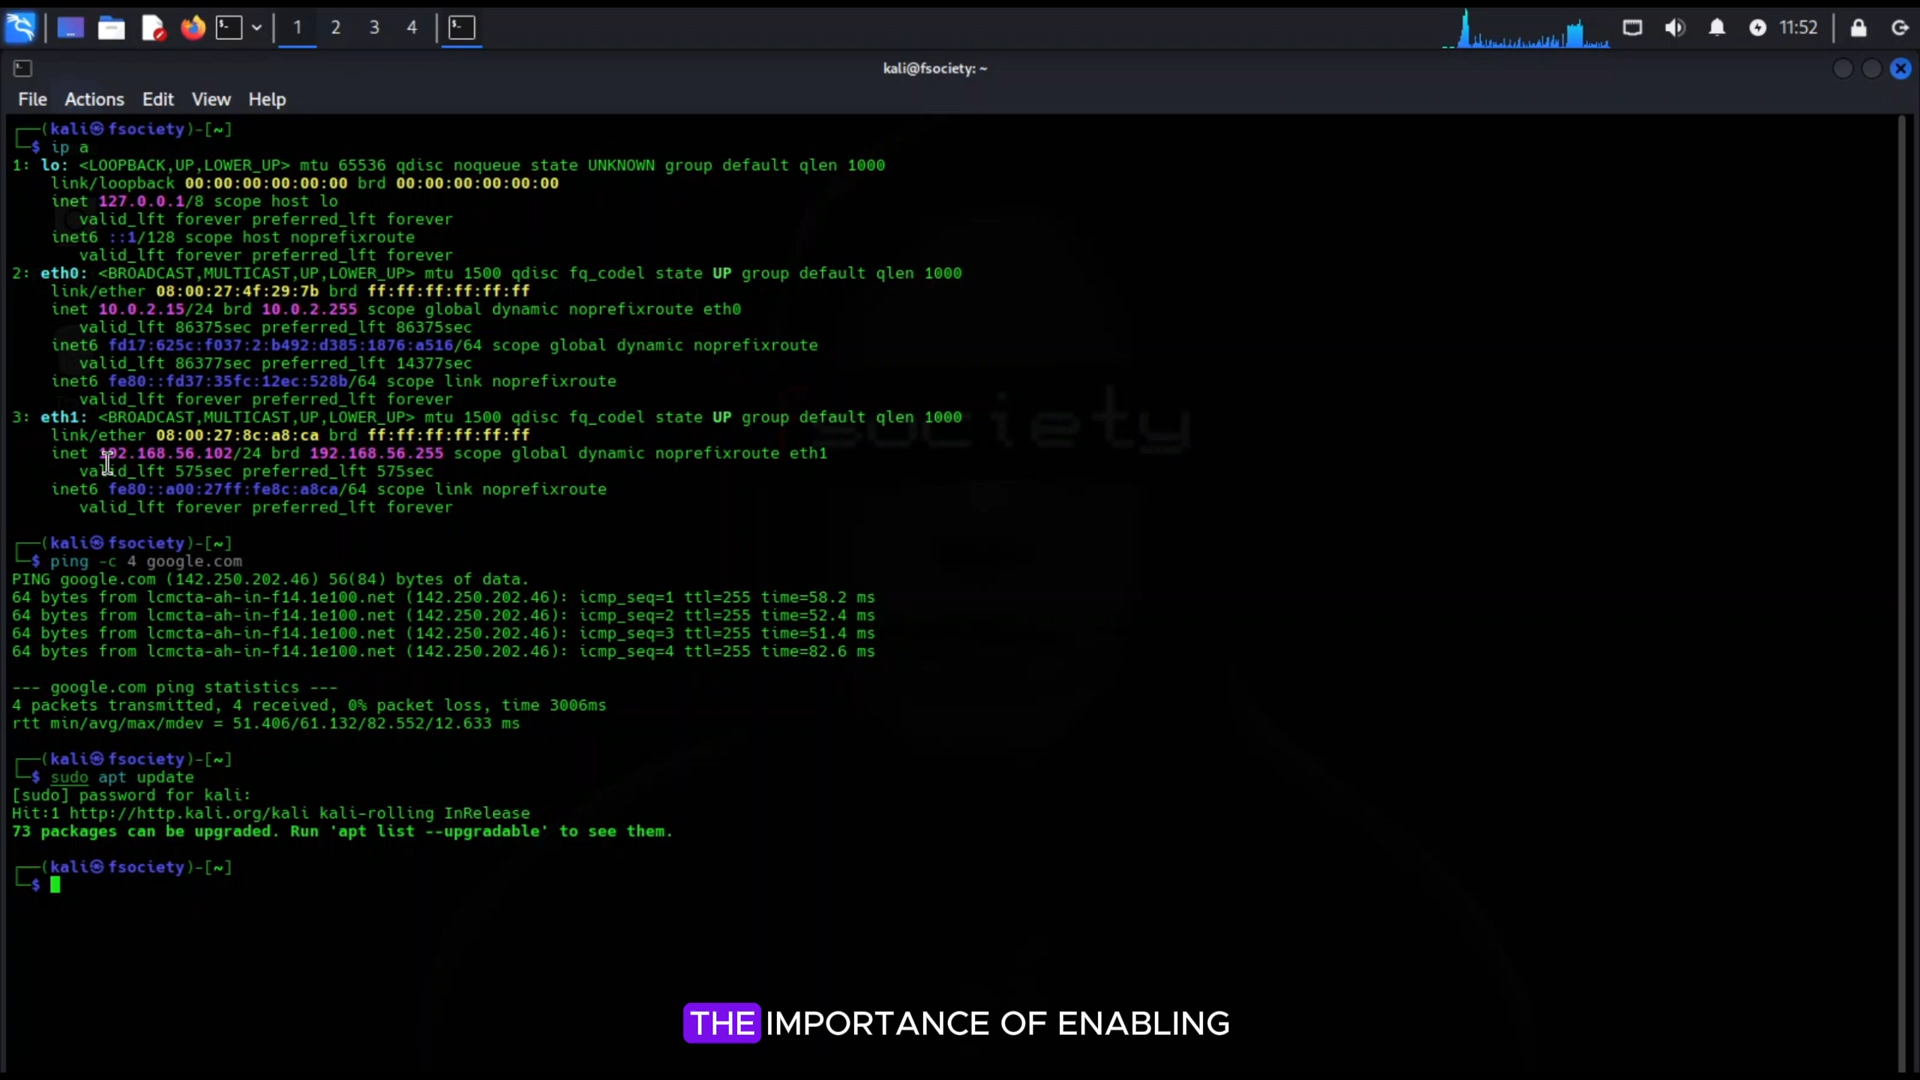 1 2 3 4 11:52
kali@fsociety: ~
File Actions Edit View Help
┌──(kali㉿fsociety)-[~]
└─$ ip a
1: lo: <LOOPBACK,UP,LOWER_UP> mtu 65536 qdisc noqueue state UNKNOWN group default qlen 1000
link/loopback 00:00:00:00:00:00 brd 00:00:00:00:00:00
inet 127.0.0.1/8 scope host lo
valid_lft forever preferred_lft forever
inet6 ::1/128 scope host noprefixroute
valid_lft forever preferred_lft forever
2: eth0: <BROADCAST,MULTICAST,UP,LOWER_UP> mtu 1500 qdisc fq_codel state UP group default qlen 1000
link/ether 08:00:27:4f:29:7b brd ff:ff:ff:ff:ff:ff
inet 10.0.2.15/24 brd 10.0.2.255 scope global dynamic noprefixroute eth0
valid_lft 86375sec preferred_lft 86375sec
inet6 fd17:625c:f037:2:b492:d385:1876:a516/64 scope global dynamic noprefixroute
valid_lft 86377sec preferred_lft 14377sec
inet6 fe80::fd37:35fc:12ec:528b/64 scope link noprefixroute
valid_lft forever preferred_lft forever
3: eth1: <BROADCAST,MULTICAST,UP,LOWER_UP> mtu 1500 qdisc fq_codel state UP group default qlen 1000
link/ether 08:00:27:8c:a8:ca brd ff:ff:ff:ff:ff:ff
inet 192.168.56.102/24 brd 192.168.56.255 scope global dynamic noprefixroute eth1
valid_lft 575sec preferred_lft 575sec
inet6 fe80::a00:27ff:fe8c:a8ca/64 scope link noprefixroute
valid_lft forever preferred_lft forever
┌──(kali㉿fsociety)-[~]
└─$ ping -c 4 google.com
PING google.com (142.250.202.46) 56(84) bytes of data.
64 bytes from lcmcta-ah-in-f14.1e100.net (142.250.202.46): icmp_seq=1 ttl=255 time=58.2 ms
64 bytes from lcmcta-ah-in-f14.1e100.net (142.250.202.46): icmp_seq=2 ttl=255 time=52.4 ms
64 bytes from lcmcta-ah-in-f14.1e100.net (142.250.202.46): icmp_seq=3 ttl=255 time=51.4 ms
64 bytes from lcmcta-ah-in-f14.1e100.net (142.250.202.46): icmp_seq=4 ttl=255 time=82.6 ms
--- google.com ping statistics ---
4 packets transmitted, 4 received, 0% packet loss, time 3006ms
rtt min/avg/max/mdev = 51.406/61.132/82.552/12.633 ms
┌──(kali㉿fsociety)-[~]
└─$ sudo apt update
[sudo] password for kali:
Hit:1 http://http.kali.org/kali kali-rolling InRelease
73 packages can be upgraded. Run 'apt list --upgradable' to see them.
┌──(kali㉿fsociety)-[~]
└─$
society
THE IMPORTANCE OF ENABLING